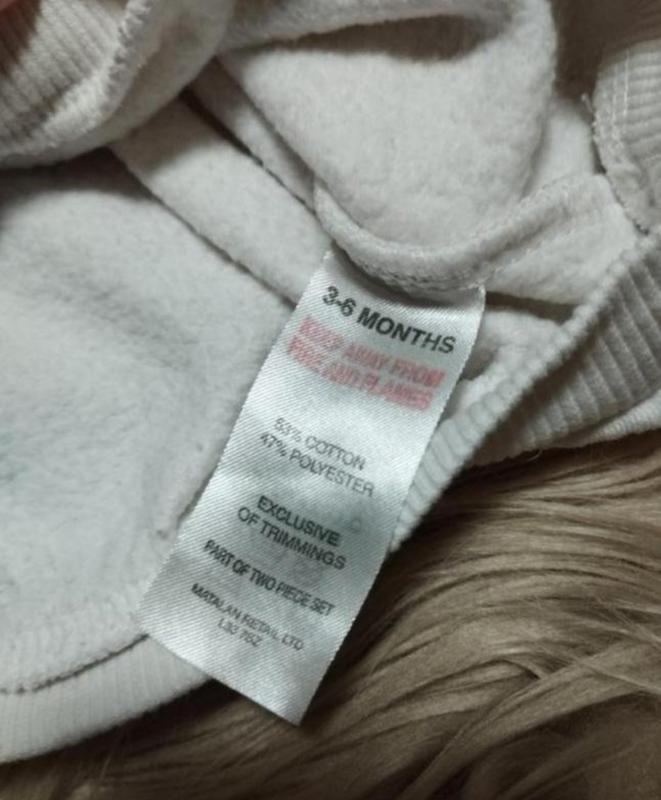 3-6 MONTHS
KEEP AWAY FROM
FIRE AND FLAMES
53% COTTON
47% POLYESTER
EXCLUSIVE
OF TRIMMINGS
PART OF TWO PIECE SET
MATALAN RETAIL LTD
L33 7SZ